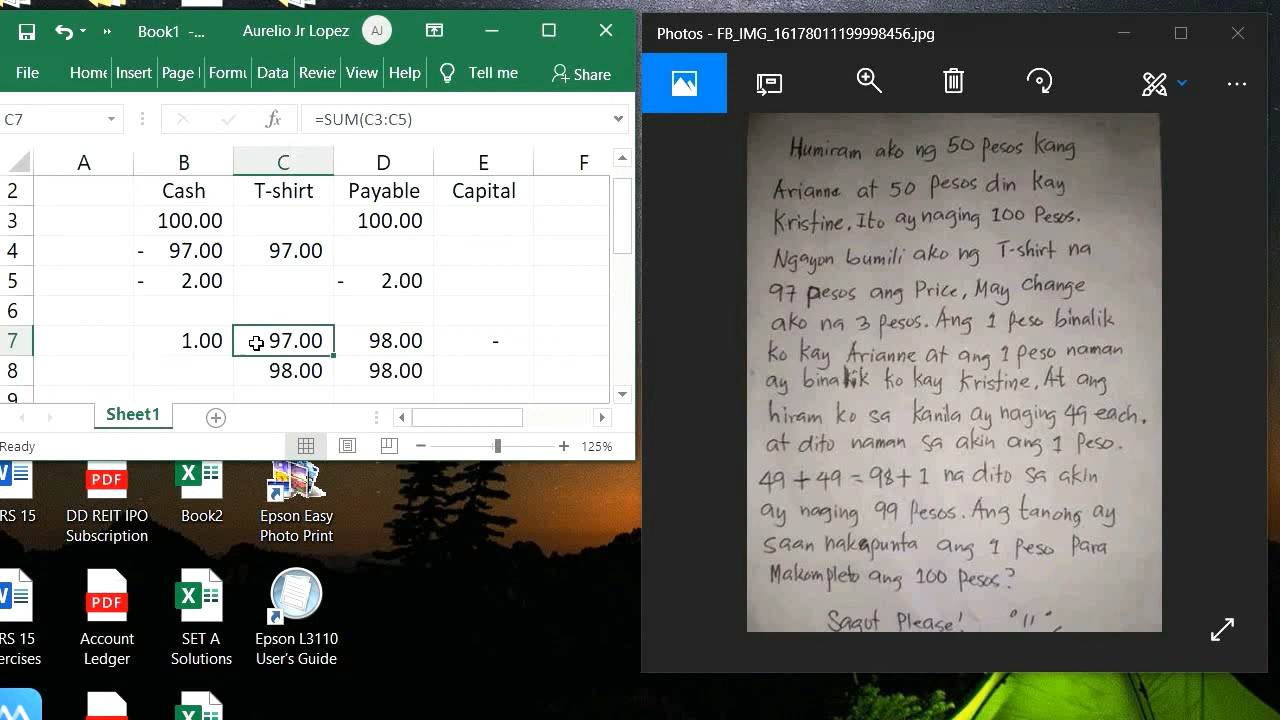 Book1 -...
Aurelio Jr Lopez
AJ
File
Home
Insert
Page
Formu
Data
Revie
View
Help
Tell me
Share
C7
fx
=SUM(C3:C5)
A B C D E F
2 Cash T-shirt Payable Capital
3 100.00 100.00
4 - 97.00 97.00
5 - 2.00 - 2.00
6
7 1.00 97.00 98.00 -
8 98.00 98.00
9
Sheet1
Ready
125%
RS 15
DD REIT IPO
Subscription
Book2
Epson Easy
Photo Print
RS 15
ercises
Account
Ledger
SET A
Solutions
Epson L3110
User's Guide
PDF
PDF
Photos - FB_IMG_16178011199998456.jpg
Humiram ako ng 50 Pesos kang
Arianne at 50 Pesos din kay
Kristine. Ito ay naging 100 Pesos.
Ngayon bumili ako ng T-shirt na
97 pesos ang Price, May change
ako na 3 pesos. Ang 1 peso binalik
ko kay Arianne at ang 1 peso naman
ay binalik ko kay Kristine, At ang
hiram ko sa kanila ay naging 49 each.
at dito naman sa akin ang 1 Peso.
49 + 49 = 98 + 1 na dito sa akin
ay naging 99 Pesos. Ang tanong ay
saan nakapunta ang 1 Peso Para
Makompleto ang 100 pesos?
Sagot Please!